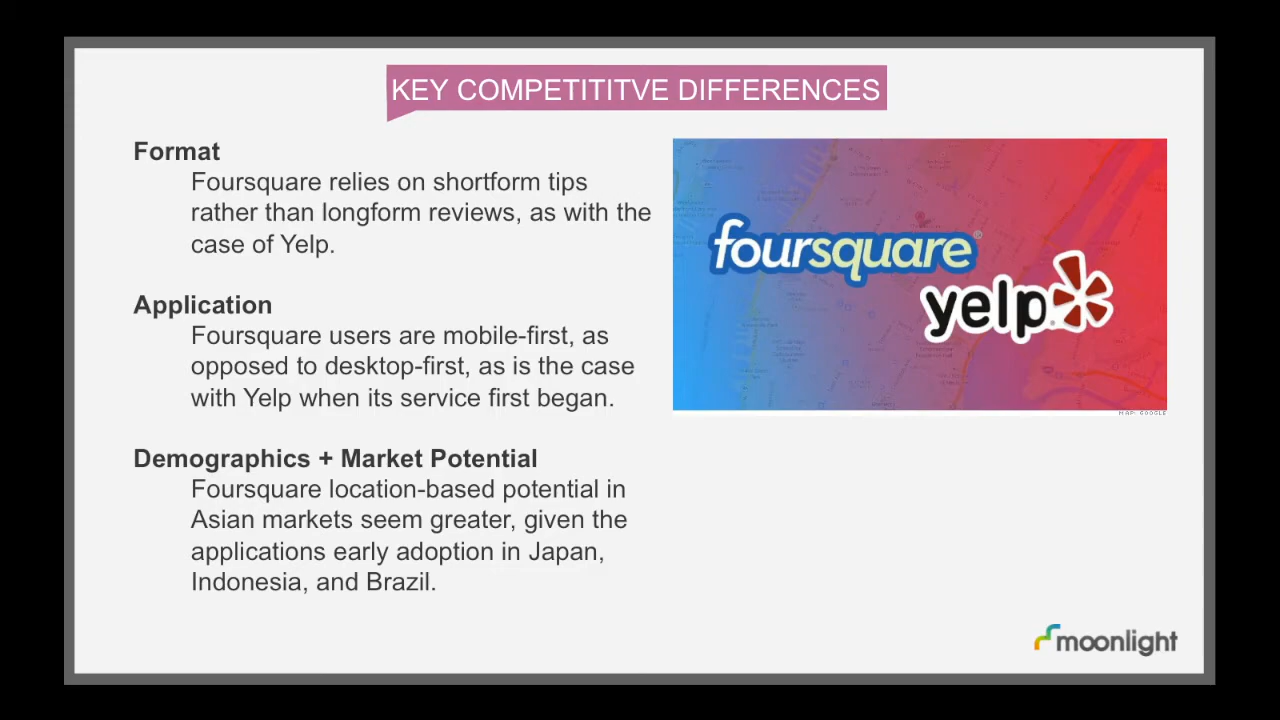 KEY COMPETITITVE DIFFERENCES
Format
Foursquare relies on shortform tips
rather than longform reviews, as with the
case of Yelp.
Application
Foursquare users are mobile-first, as
opposed to desktop-first, as is the case
with Yelp when its service first began.
Demographics + Market Potential
Foursquare location-based potential in
Asian markets seem greater, given the
applications early adoption in Japan,
Indonesia, and Brazil.
foursquare®
yelp
MAP: GOOGLE
moonlight